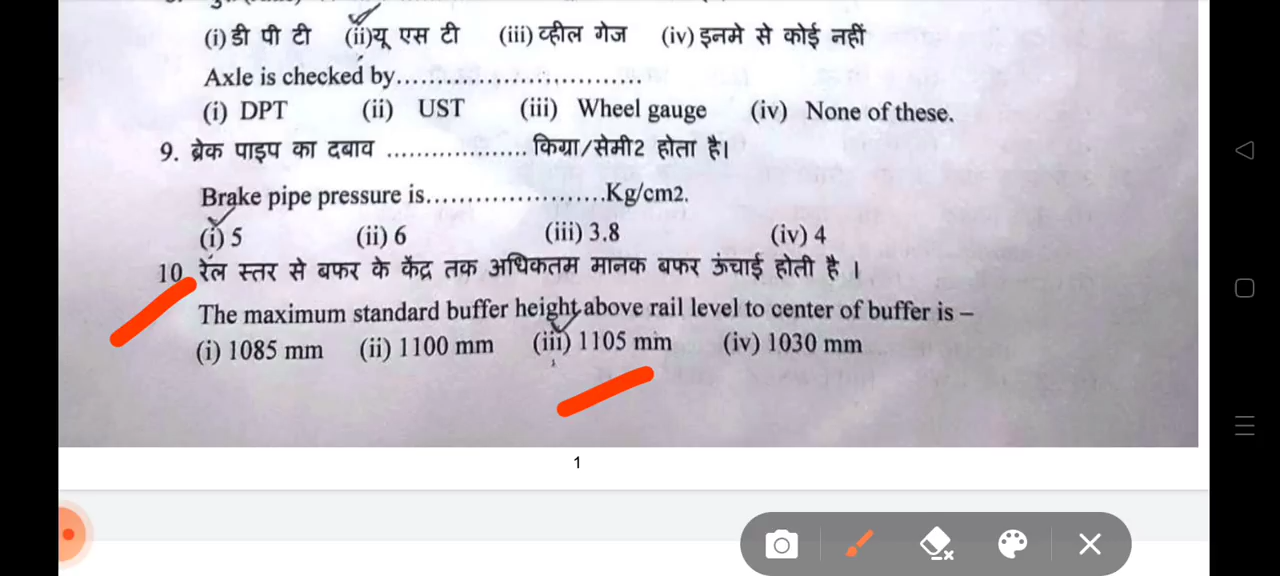 (i) डी पी टी (ii)यू एस टी (iii) व्हील गेज (iv) इनमे से कोई नहीं
Axle is checked by................................
(i) DPT (ii) UST (iii) Wheel gauge (iv) None of these.
9. ब्रेक पाइप का दबाव ...................किग्रा/सेमी2 होता है।
Brake pipe pressure is.......................Kg/cm2.
(i) 5 (ii) 6 (iii) 3.8 (iv) 4
10. रेल स्तर से बफर के केंद्र तक अधिकतम मानक बफर ऊंचाई होती है ।
The maximum standard buffer height above rail level to center of buffer is –
(i) 1085 mm (ii) 1100 mm (iii) 1105 mm (iv) 1030 mm
1